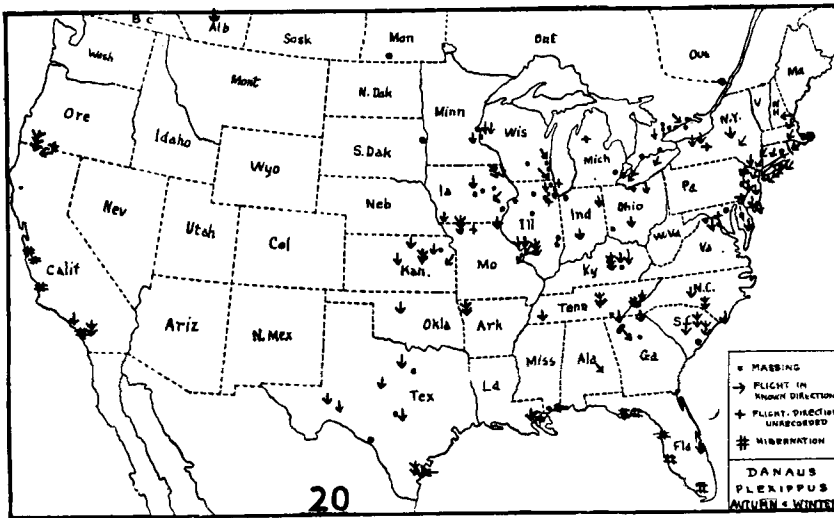 B C
Alb
Sask
Man
Ont
Que
Wash
Mont
N. Dak
Minn
Ma
Ore
Idaho
Wyo
S. Dak
Wis
Mich
N.Y.
V
N
Nev
Utah
Col
Neb
Ia
Ill
Ind
Ohio
Pa
W.Va
Va
Calif
Kan.
Mo
Ky
N.C.
Ariz
N. Mex
Okla
Ark
Tenn
S.C.
Tex
La
Miss
Ala
Ga
Fla
MASSING
FLIGHT IN
KNOWN DIRECTION
FLIGHT. DIRECTION
UNRECORDED
HIBERNATION
DANAUS
PLEXIPPUS
AUTUMN & WINTER
20